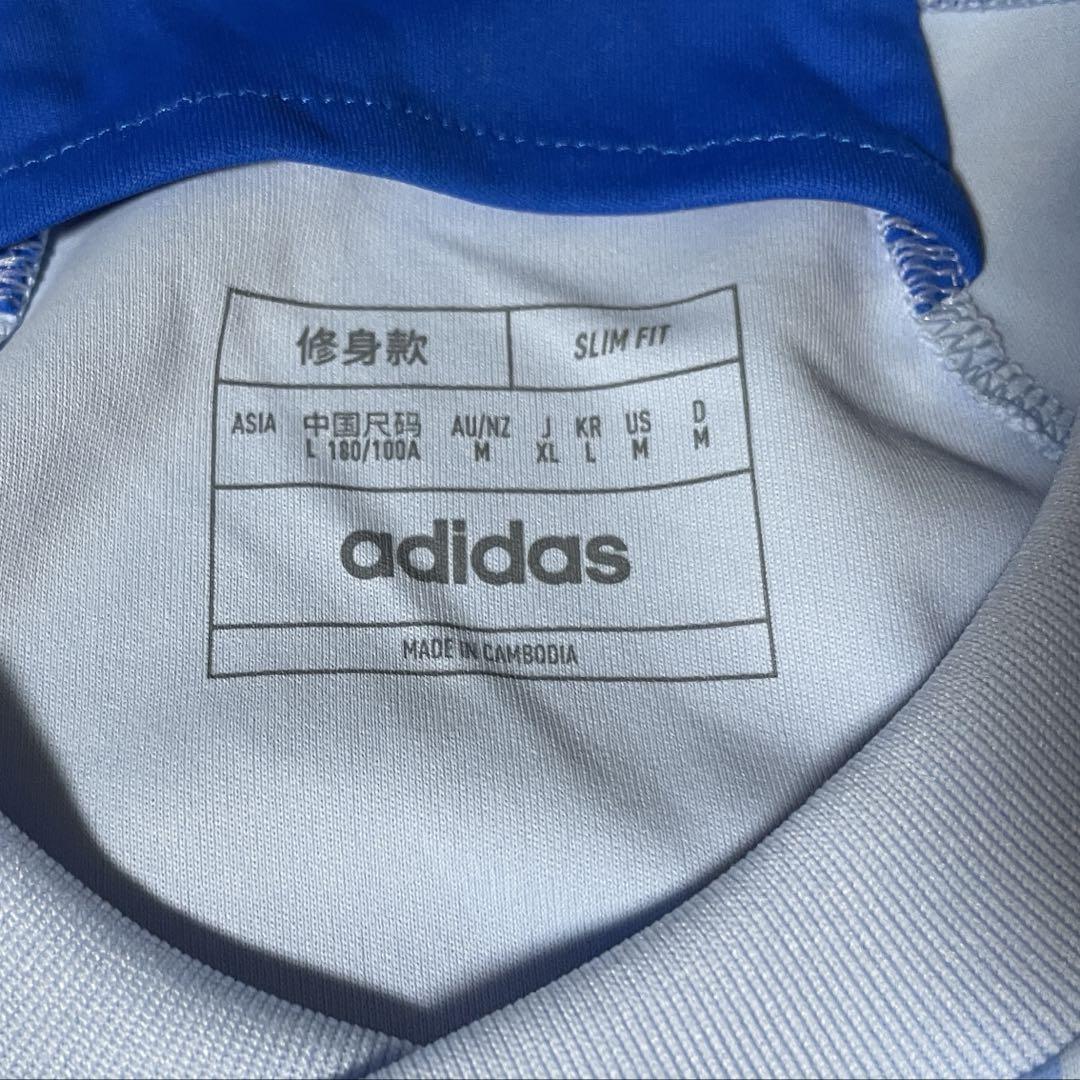 修身款 SLIM FIT
ASIA 中国尺码 AU/NZ J KR US D
L 180/100A M XL L M M
adidas
MADE IN CAMBODIA